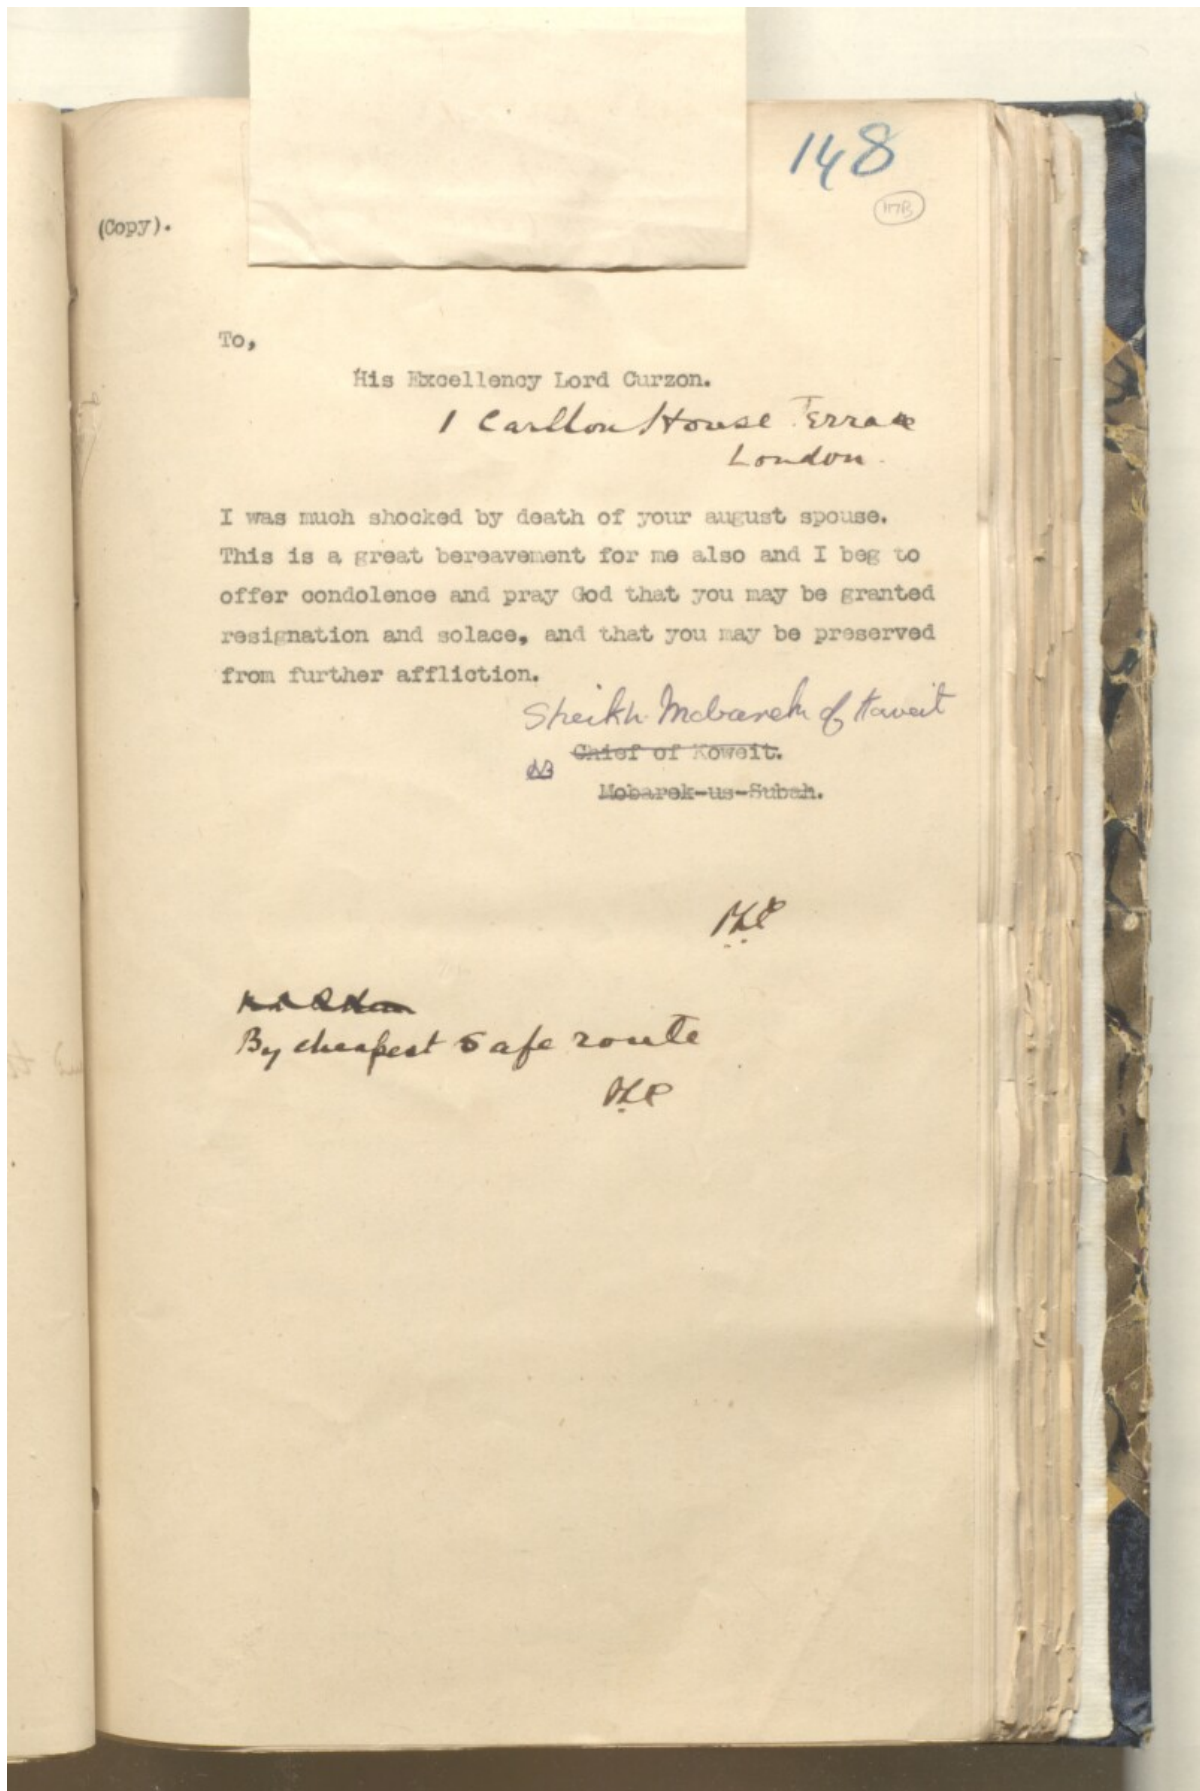 148
117B
(Copy).
To,
His Excellency Lord Curzon.
1 Carlton House Terrace
London.
I was much shocked by death of your august spouse.
This is a great bereavement for me also and I beg to
offer condolence and pray God that you may be granted
resignation and solace, and that you may be preserved
from further affliction.
Sheikh Mobarek of Koweit
Chief of Koweit.
Mobarek-us-Subah.
By cheapest safe route